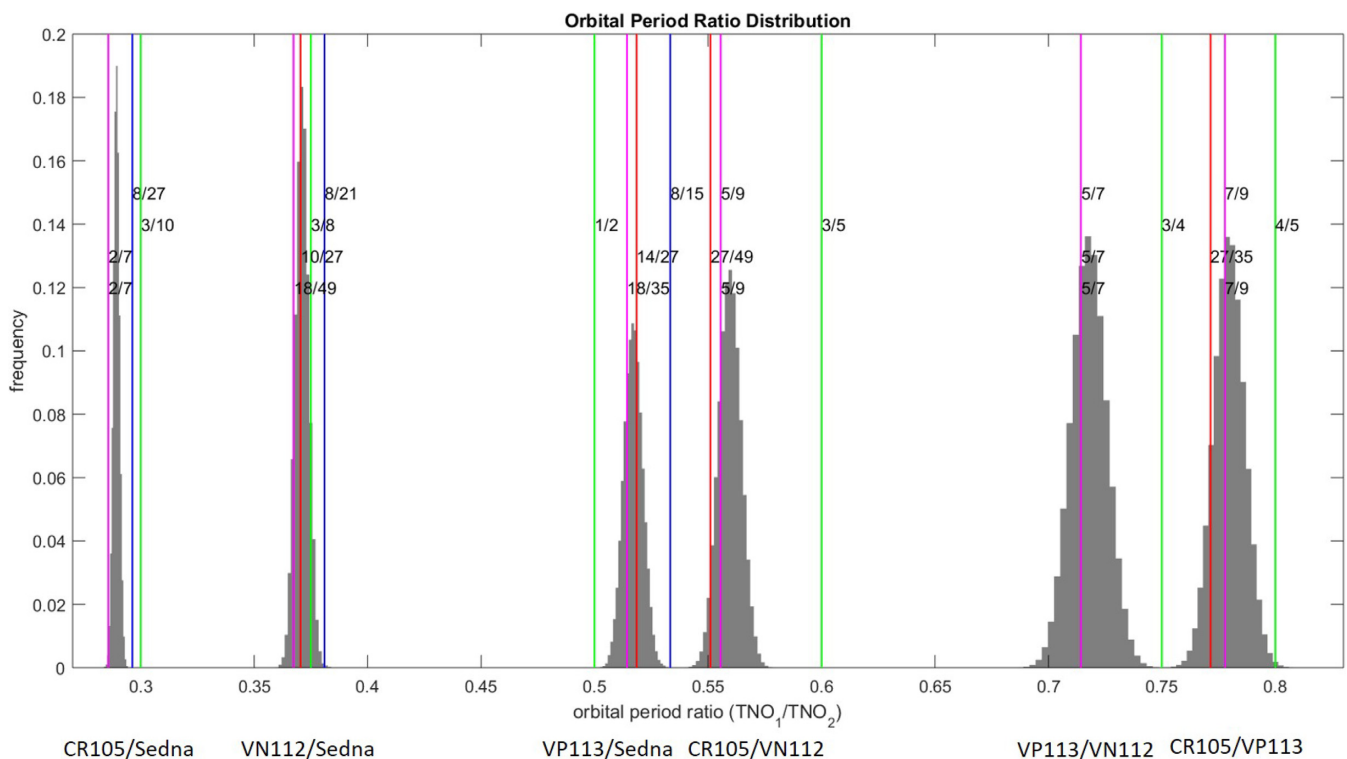 Orbital Period Ratio Distribution
0.2
0.18
0.16
0.14
0.12
0.1
0.08
0.06
0.04
0.02
0
frequency
8/27 8/21 8/15 5/9 5/7 7/9
3/10 3/8 1/2 3/5 3/4 4/5
2/7 10/27 14/27 27/49 5/7 27/35
2/7 18/49 18/35 5/9 5/7 7/9
0.3 0.35 0.4 0.45 0.5 0.55 0.6 0.65 0.7 0.75 0.8
orbital period ratio (TNO₁/TNO₂)
CR105/Sedna VN112/Sedna VP113/Sedna CR105/VN112 VP113/VN112 CR105/VP113